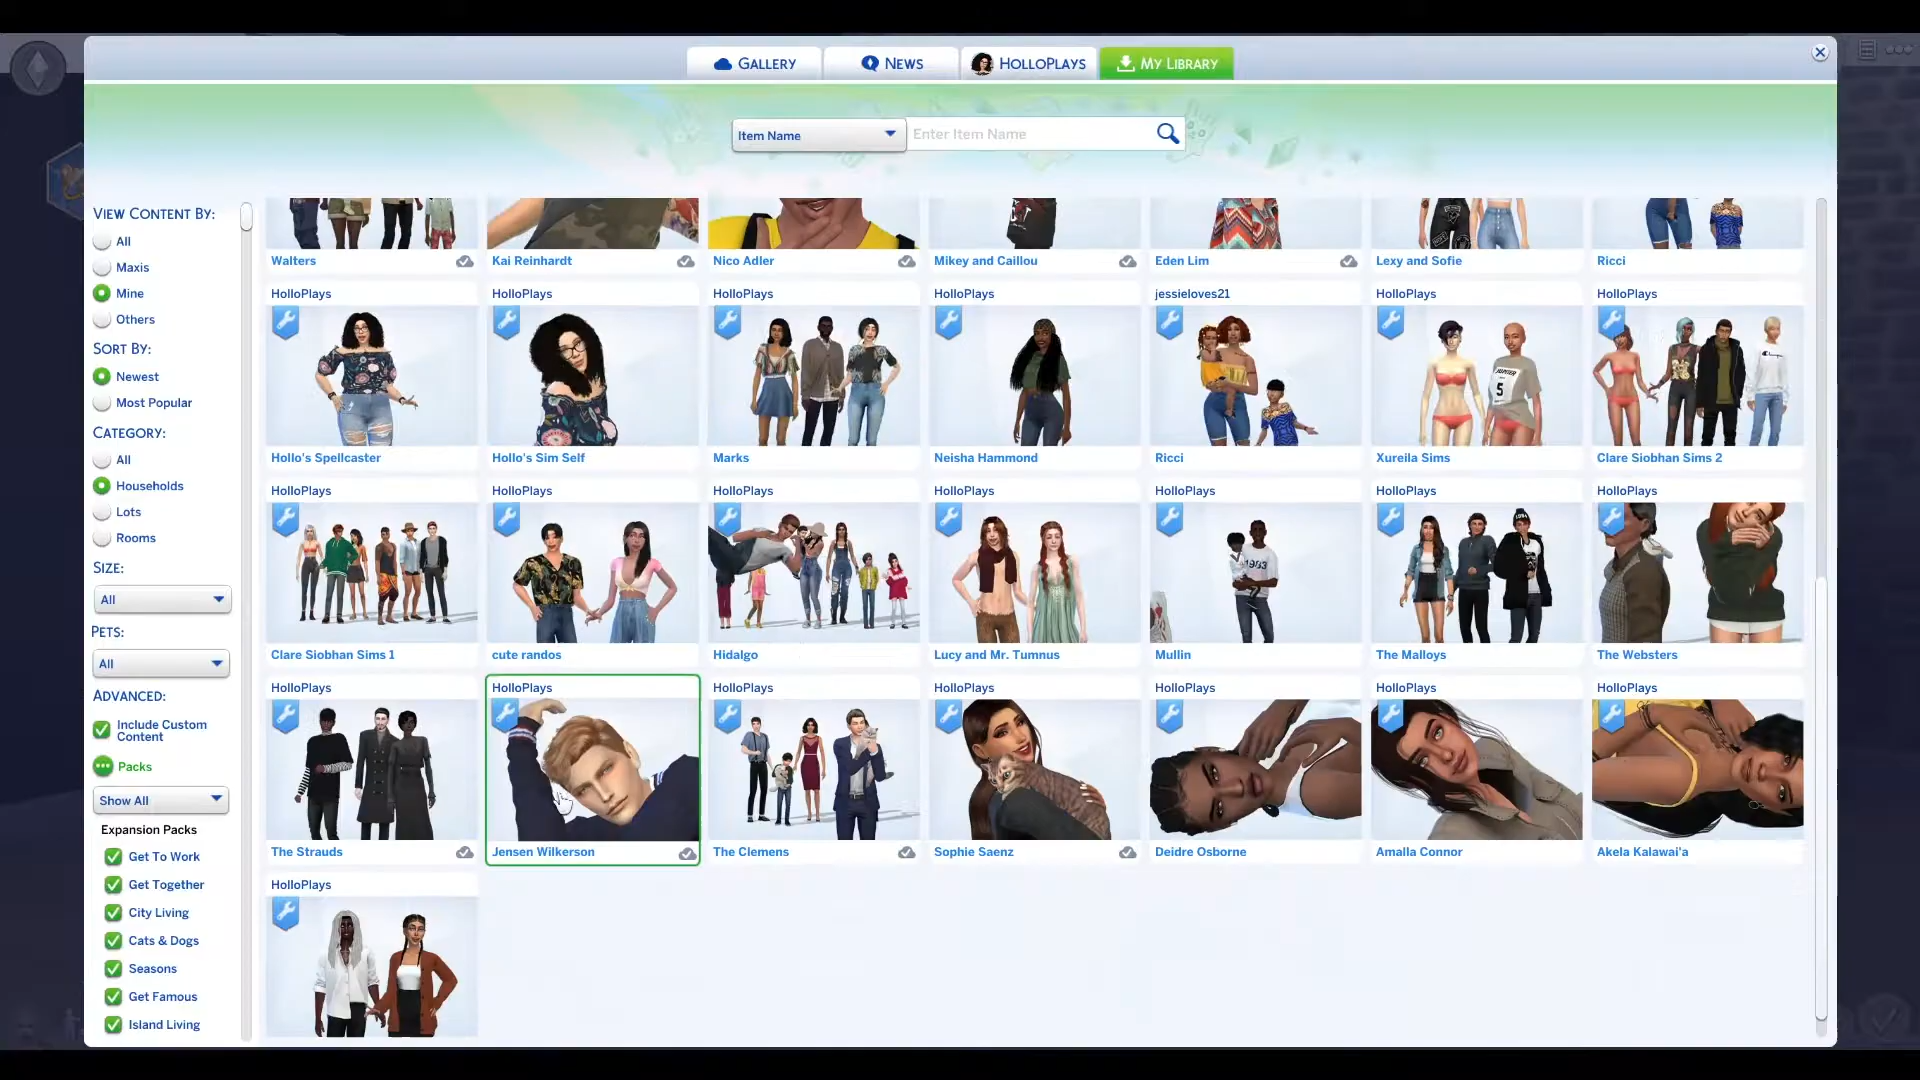 GALLERY
NEWS
HOLLOPLAYS
MY LIBRARY
Item Name
Enter Item Name
VIEW CONTENT BY:
All
Maxis
Mine
Others
SORT BY:
Newest
Most Popular
CATEGORY:
All
Households
Lots
Rooms
SIZE:
All
PETS:
All
ADVANCED:
Include Custom
Content
Packs
Show All
Expansion Packs
Get To Work
Get Together
City Living
Cats & Dogs
Seasons
Get Famous
Island Living
Walters
Kai Reinhardt
Nico Adler
Mikey and Caillou
Eden Lim
Lexy and Sofie
Ricci
HolloPlays
HolloPlays
HolloPlays
HolloPlays
jessieloves21
HolloPlays
HolloPlays
5
Hollo's Spellcaster
Hollo's Sim Self
Marks
Neisha Hammond
Ricci
Xureila Sims
Clare Siobhan Sims 2
HolloPlays
HolloPlays
HolloPlays
HolloPlays
HolloPlays
HolloPlays
HolloPlays
1983
Clare Siobhan Sims 1
cute randos
Hidalgo
Lucy and Mr. Tumnus
Mullin
The Malloys
The Websters
HolloPlays
HolloPlays
HolloPlays
HolloPlays
HolloPlays
HolloPlays
HolloPlays
The Strauds
Jensen Wilkerson
The Clemens
Sophie Saenz
Deidre Osborne
Amalla Connor
Akela Kalawai'a
HolloPlays